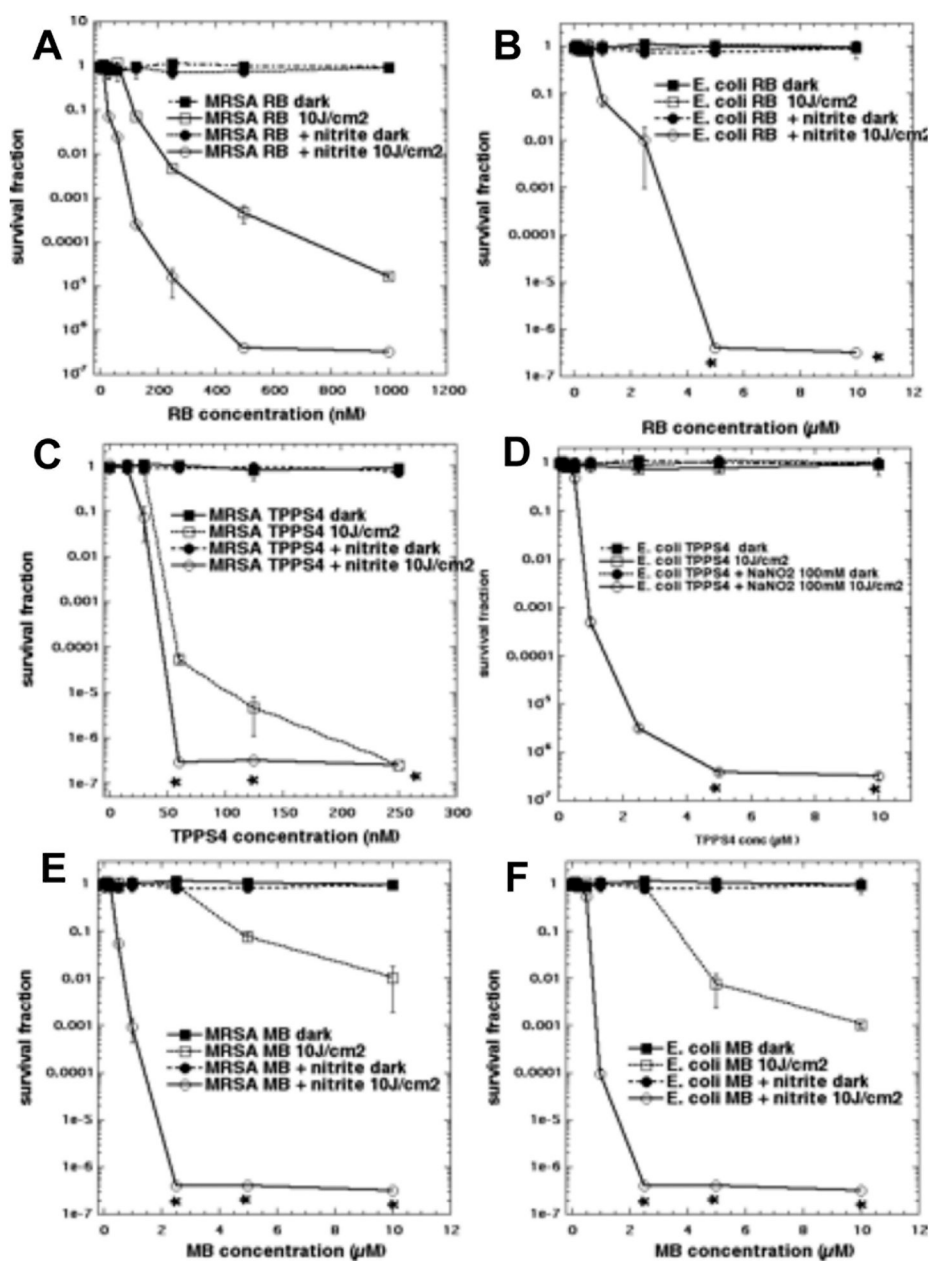 A
10
1
0.1
0.01
0.001
0.0001
10-5
10-6
10-7
survival fraction
MRSA RB dark
MRSA RB 10J/cm2
MRSA RB + nitrite dark
MRSA RB + nitrite 10J/cm2
0 200 400 600 800 1000 1200
RB concentration (nM)
B
1
0.1
0.01
0.001
0.0001
10-5
10-6
10-7
survival fraction
E. coli RB dark
E. coli RB 10J/cm2
E. coli RB + nitrite dark
E. coli RB + nitrite 10J/cm2
* *
0 2 4 6 8 10 12
RB concentration (µM)
C
1
0.1
0.01
0.001
0.0001
1e-5
1e-6
1e-7
survival fraction
MRSA TPPS4 dark
MRSA TPPS4 10J/cm2
MRSA TPPS4 + nitrite dark
MRSA TPPS4 + nitrite 10J/cm2
* * *
0 50 100 150 200 250 300
TPPS4 concentration (nM)
D
1
0.1
0.01
0.001
0.0001
10-5
10-6
10-7
survival fraction
E. coli TPPS4 dark
E. coli TPPS4 10J/cm2
E. coli TPPS4 + NaNO2 100mM dark
E. coli TPPS4 + NaNO2 100mM 10J/cm2
* *
0 2 4 6 8 10 12
TPPS4 conc (µM)
E
1
0.1
0.01
0.001
0.0001
1e-5
1e-6
1e-7
survival fraction
MRSA MB dark
MRSA MB 10J/cm2
MRSA MB + nitrite dark
MRSA MB + nitrite 10J/cm2
* * *
0 2 4 6 8 10 12
MB concentration (µM)
F
1
0.1
0.01
0.001
0.0001
1e-5
1e-6
1e-7
survival fraction
E. coli MB dark
E. coli MB 10J/cm2
E. coli MB + nitrite dark
E. coli MB + nitrite 10J/cm2
* * *
0 2 4 6 8 10 12
MB concentration (µM)